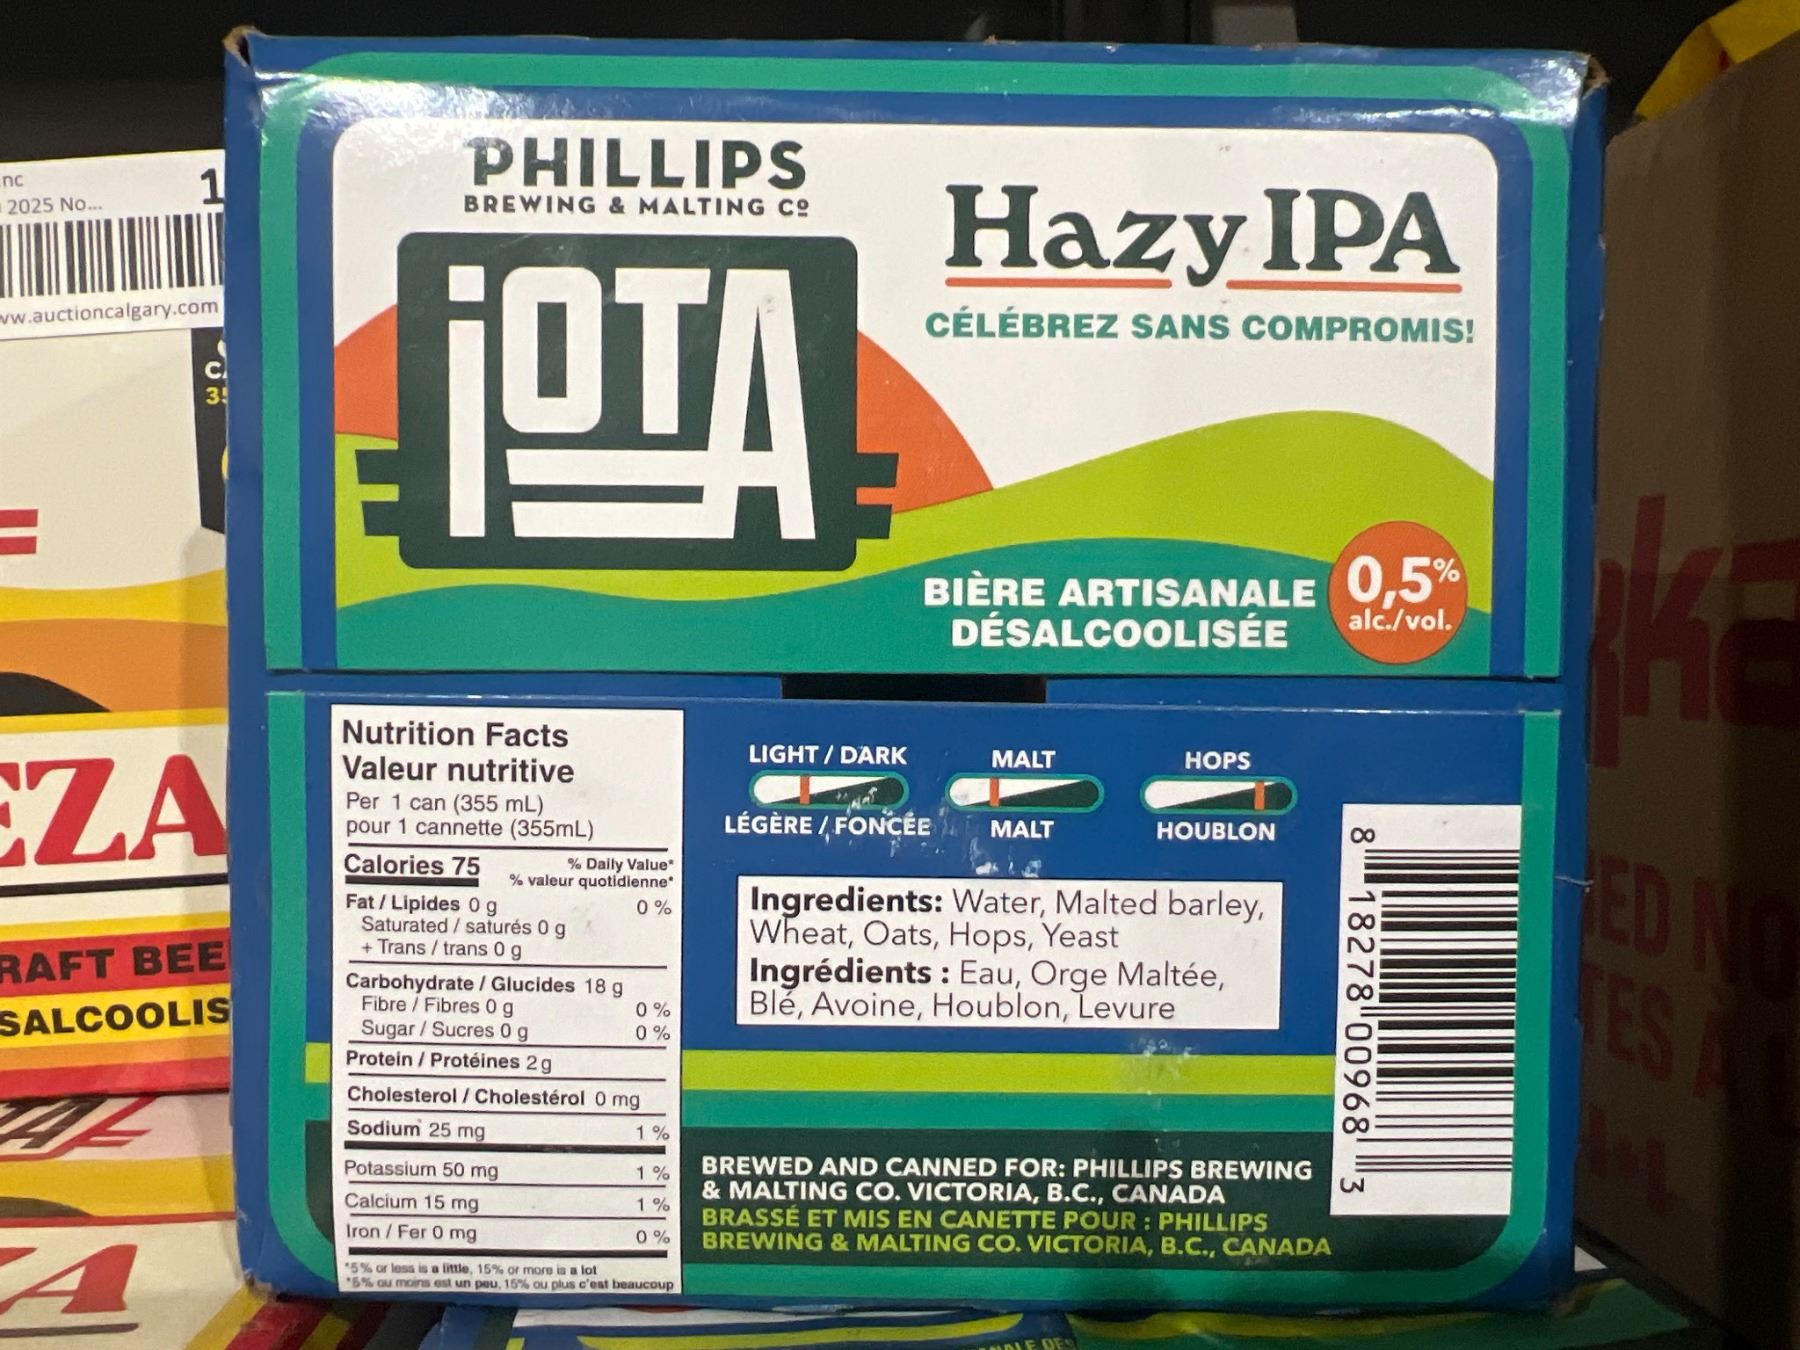 nc
2025 No...
1
www.auctioncalgary.com
PHILLIPS
BREWING & MALTING Cº
iOTA
Hazy IPA
CÉLÉBREZ SANS COMPROMIS!
BIÈRE ARTISANALE
DÉSALCOOLISÉE
0,5%
alc./vol.
Nutrition Facts
Valeur nutritive
Per 1 can (355 mL)
pour 1 cannette (355mL)
Calories 75
% Daily Value*
% valeur quotidienne*
Fat / Lipides 0 g 0 %
Saturated / saturés 0 g
+ Trans / trans 0 g
Carbohydrate / Glucides 18 g
Fibre / Fibres 0 g 0 %
Sugar / Sucres 0 g 0 %
Protein / Protéines 2 g
Cholesterol / Cholestérol 0 mg
Sodium 25 mg 1 %
Potassium 50 mg 1 %
Calcium 15 mg 1 %
Iron / Fer 0 mg 0 %
*5% or less is a little, 15% or more is a lot
*5% ou moins est un peu, 15% ou plus c'est beaucoup
LIGHT / DARK MALT HOPS
LÉGÈRE / FONCÉE MALT HOUBLON
Ingredients: Water, Malted barley,
Wheat, Oats, Hops, Yeast
Ingrédients : Eau, Orge Maltée,
Blé, Avoine, Houblon, Levure
BREWED AND CANNED FOR: PHILLIPS BREWING
& MALTING CO. VICTORIA, B.C., CANADA
BRASSÉ ET MIS EN CANETTE POUR : PHILLIPS
BREWING & MALTING CO. VICTORIA, B.C., CANADA
8 18278 00968 3
EZA
RAFT BEE
SALCOOLIS
A